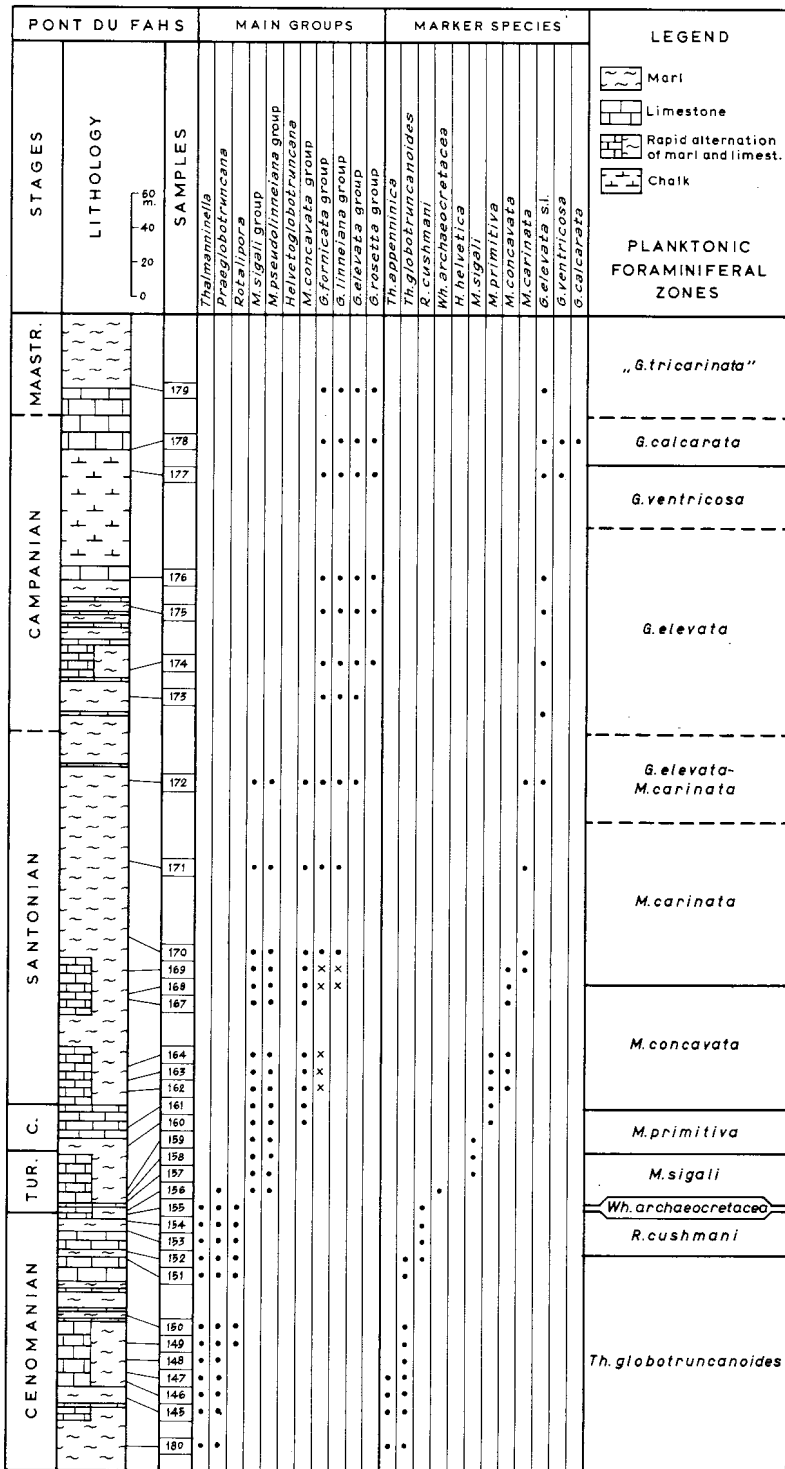 PONT DU FAHS
MAIN GROUPS
MARKER SPECIES
LEGEND
Marl
Limestone
Rapid alternation
of marl and limest.
Chalk
PLANKTONIC
FORAMINIFERAL
ZONES
STAGES
LITHOLOGY
60
m.
40
20
0
SAMPLES
Thalmanninella
Praeglobotruncana
Rotalipora
M. sigali group
M. pseudolinneiana group
Helvetoglobotruncana
M. concavata group
G. fornicata group
G. linneiana group
G. elevata group
G. rosetta group
Th. appenninica
Th. globotruncanoides
R. cushmani
Wh. archaeocretacea
H. helvetica
M. sigali
M. primitiva
M. concavata
M. carinata
G. elevata s.l.
G. ventricosa
G. calcarata
MAASTR.
CAMPANIAN
SANTONIAN
C.
TUR.
CENOMANIAN
179
178
177
176
175
174
173
172
171
170
169
168
167
164
163
162
161
160
159
158
157
156
155
154
153
152
151
150
149
148
147
146
145
180
„G. tricarinata”
G. calcarata
G. ventricosa
G. elevata
G. elevata-
M. carinata
M. carinata
M. concavata
M. primitiva
M. sigali
Wh. archaeocretacea
R. cushmani
Th. globotruncanoides